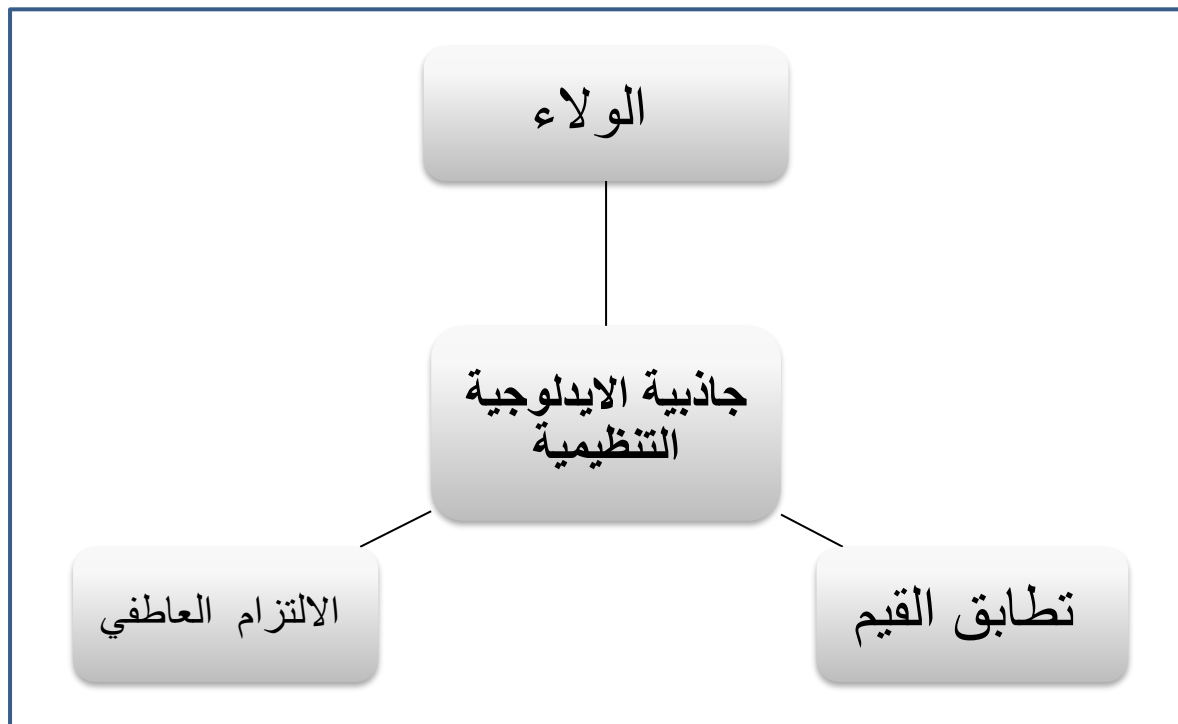 الولاء
جاذبية الايدلوجية
التنظيمية
تطابق القيم
الالتزام العاطفي